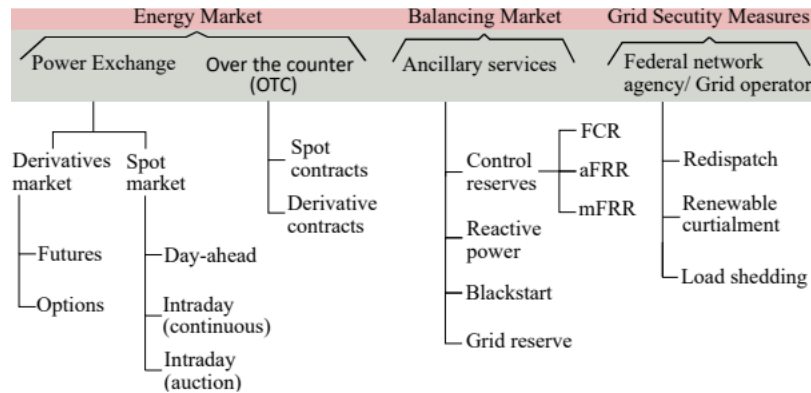 Energy Market
Balancing Market
Grid Secutity Measures
Power Exchange
Over the counter
(OTC)
Ancillary services
Federal network
agency/ Grid operator
Derivatives
market
Spot
market
Futures
Options
Day-ahead
Intraday
(continuous)
Intraday
(auction)
Spot
contracts
Derivative
contracts
Control
reserves
FCR
aFRR
mFRR
Reactive
power
Blackstart
Grid reserve
Redispatch
Renewable
curtialment
Load shedding